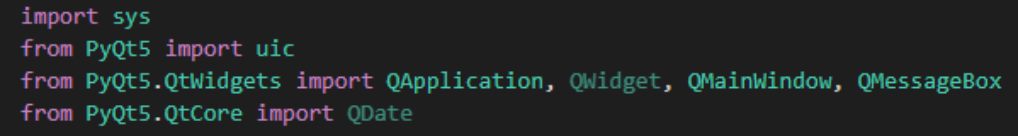 import sys
from PyQt5 import uic
from PyQt5.QtWidgets import QApplication, QWidget, QMainWindow, QMessageBox
from PyQt5.QtCore import QDate